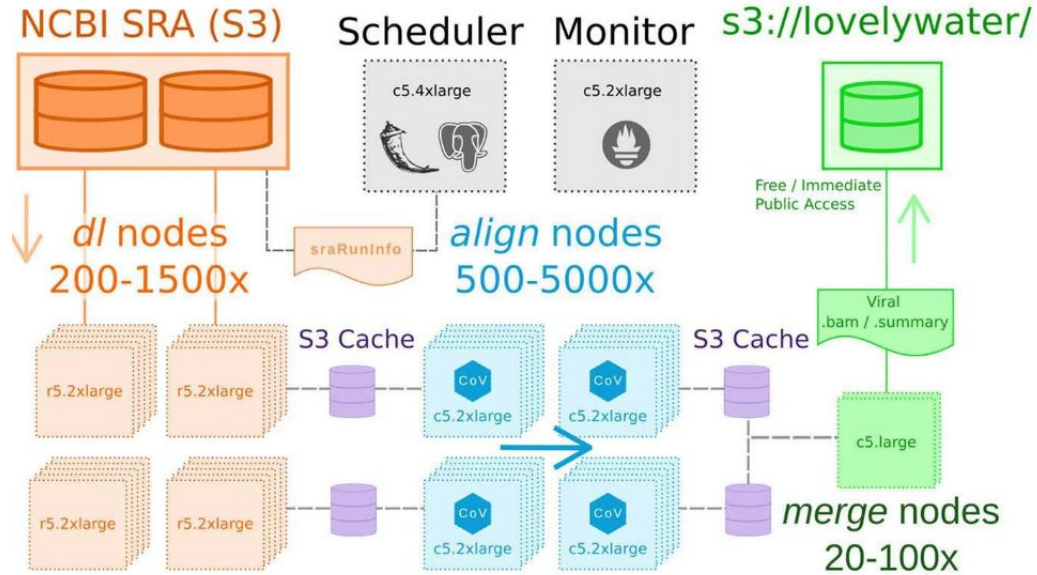 NCBI SRA (S3)
Scheduler
Monitor
s3://lovelywater/
c5.4xlarge
c5.2xlarge
Free / Immediate
Public Access
dl nodes
200-1500x
sraRunInfo
align nodes
500-5000x
Viral
.bam / .summary
S3 Cache
S3 Cache
r5.2xlarge
r5.2xlarge
CoV
c5.2xlarge
CoV
c5.2xlarge
c5.large
r5.2xlarge
r5.2xlarge
CoV
c5.2xlarge
CoV
c5.2xlarge
merge nodes
20-100x